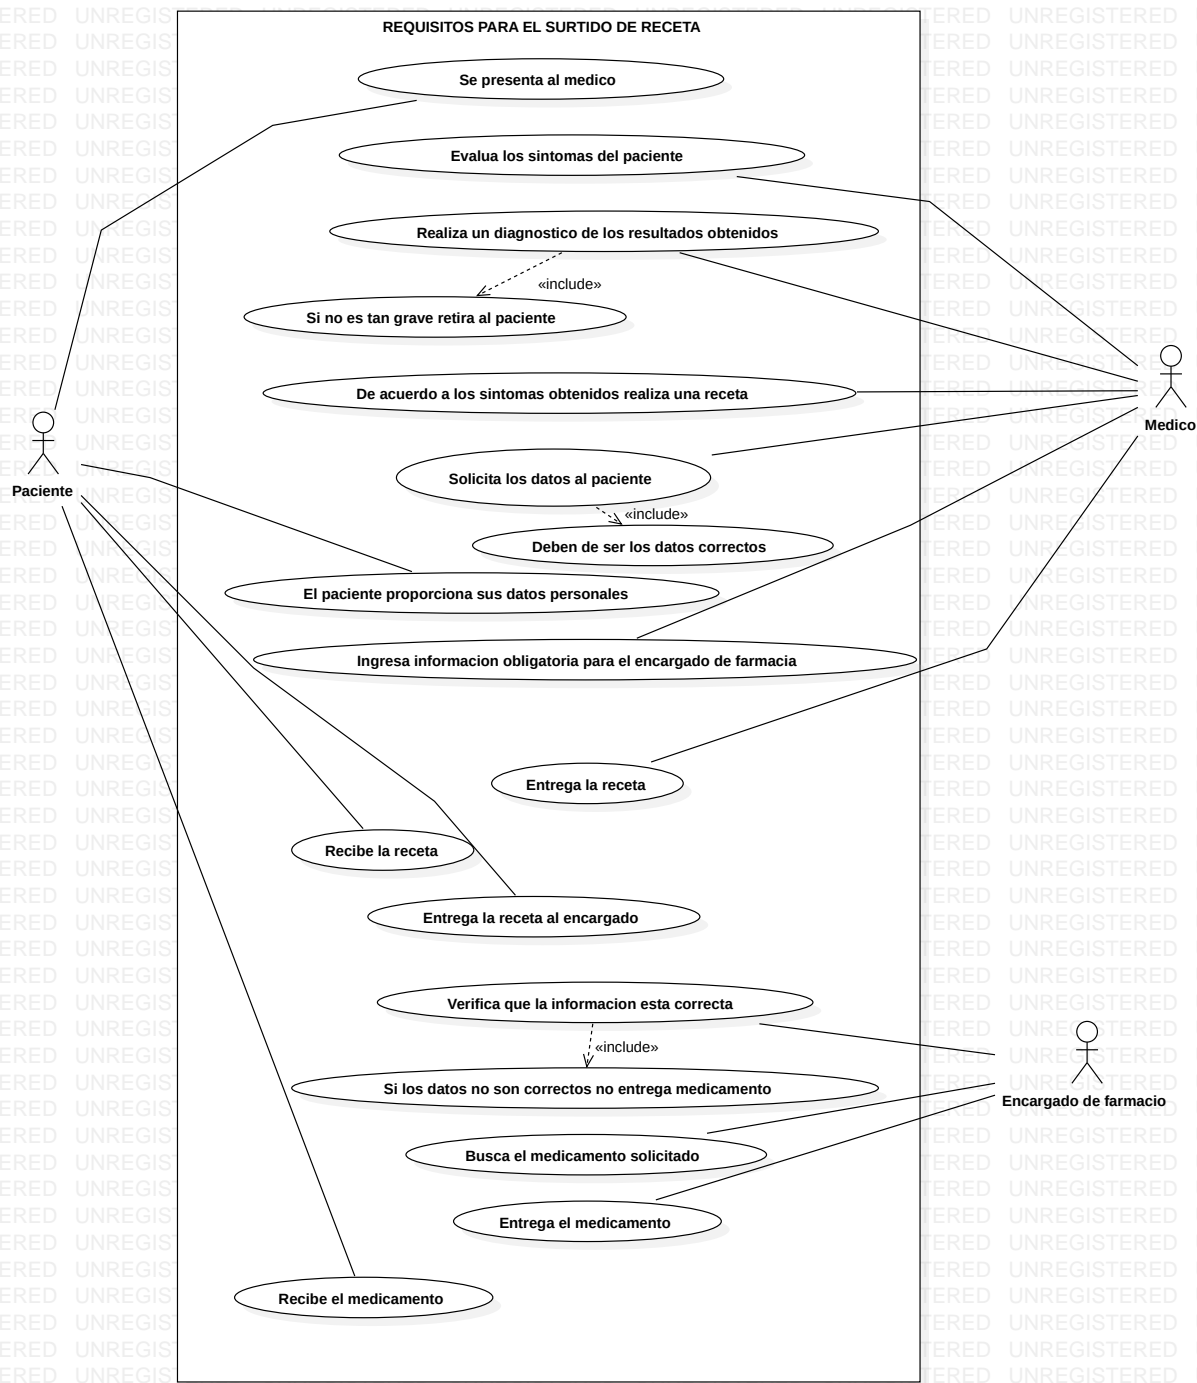 REQUISITOS PARA EL SURTIDO DE RECETA
Se presenta al medico
Evalua los sintomas del paciente
Realiza un diagnostico de los resultados obtenidos
«include»
Si no es tan grave retira al paciente
De acuerdo a los sintomas obtenidos realiza una receta
Medico
Solicita los datos al paciente
Paciente
«include»
Deben de ser los datos correctos
El paciente proporciona sus datos personales
Ingresa informacion obligatoria para el encargado de farmacia
Entrega la receta
Recibe la receta
Entrega la receta al encargado
Verifica que la informacion esta correcta
«include»
Si los datos no son correctos no entrega medicamento
Encargado de farmacio
Busca el medicamento solicitado
Entrega el medicamento
Recibe el medicamento
UNREGISTERED